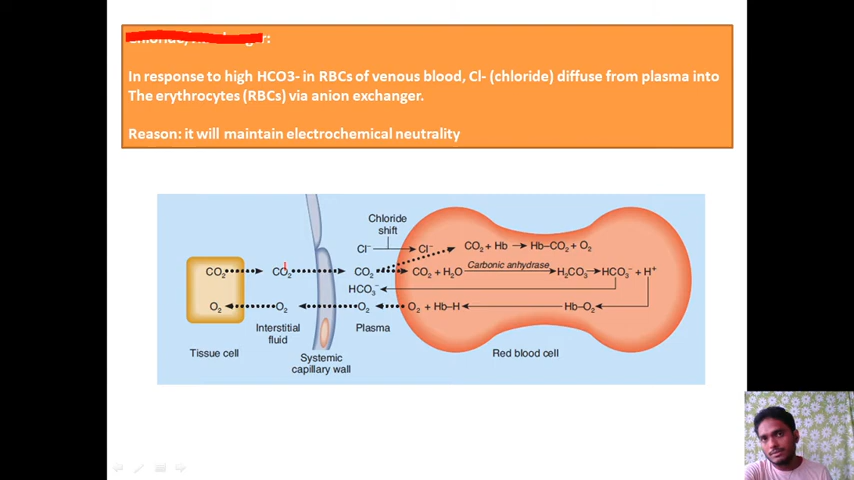 In response to high HCO3- in RBCs of venous blood, Cl- (chloride) diffuse from plasma into
The erythrocytes (RBCs) via anion exchanger.
Reason: it will maintain electrochemical neutrality
Chloride
shift
Cl⁻ Cl⁻
CO₂ + Hb Hb–CO₂ + O₂
CO₂ CO₂ CO₂ CO₂ + H₂O Carbonic anhydrase H₂CO₃ HCO₃⁻ + H⁺
HCO₃⁻
O₂ O₂ O₂ O₂ + Hb–H Hb–O₂
Interstitial
fluid
Plasma
Tissue cell
Systemic
capillary wall
Red blood cell